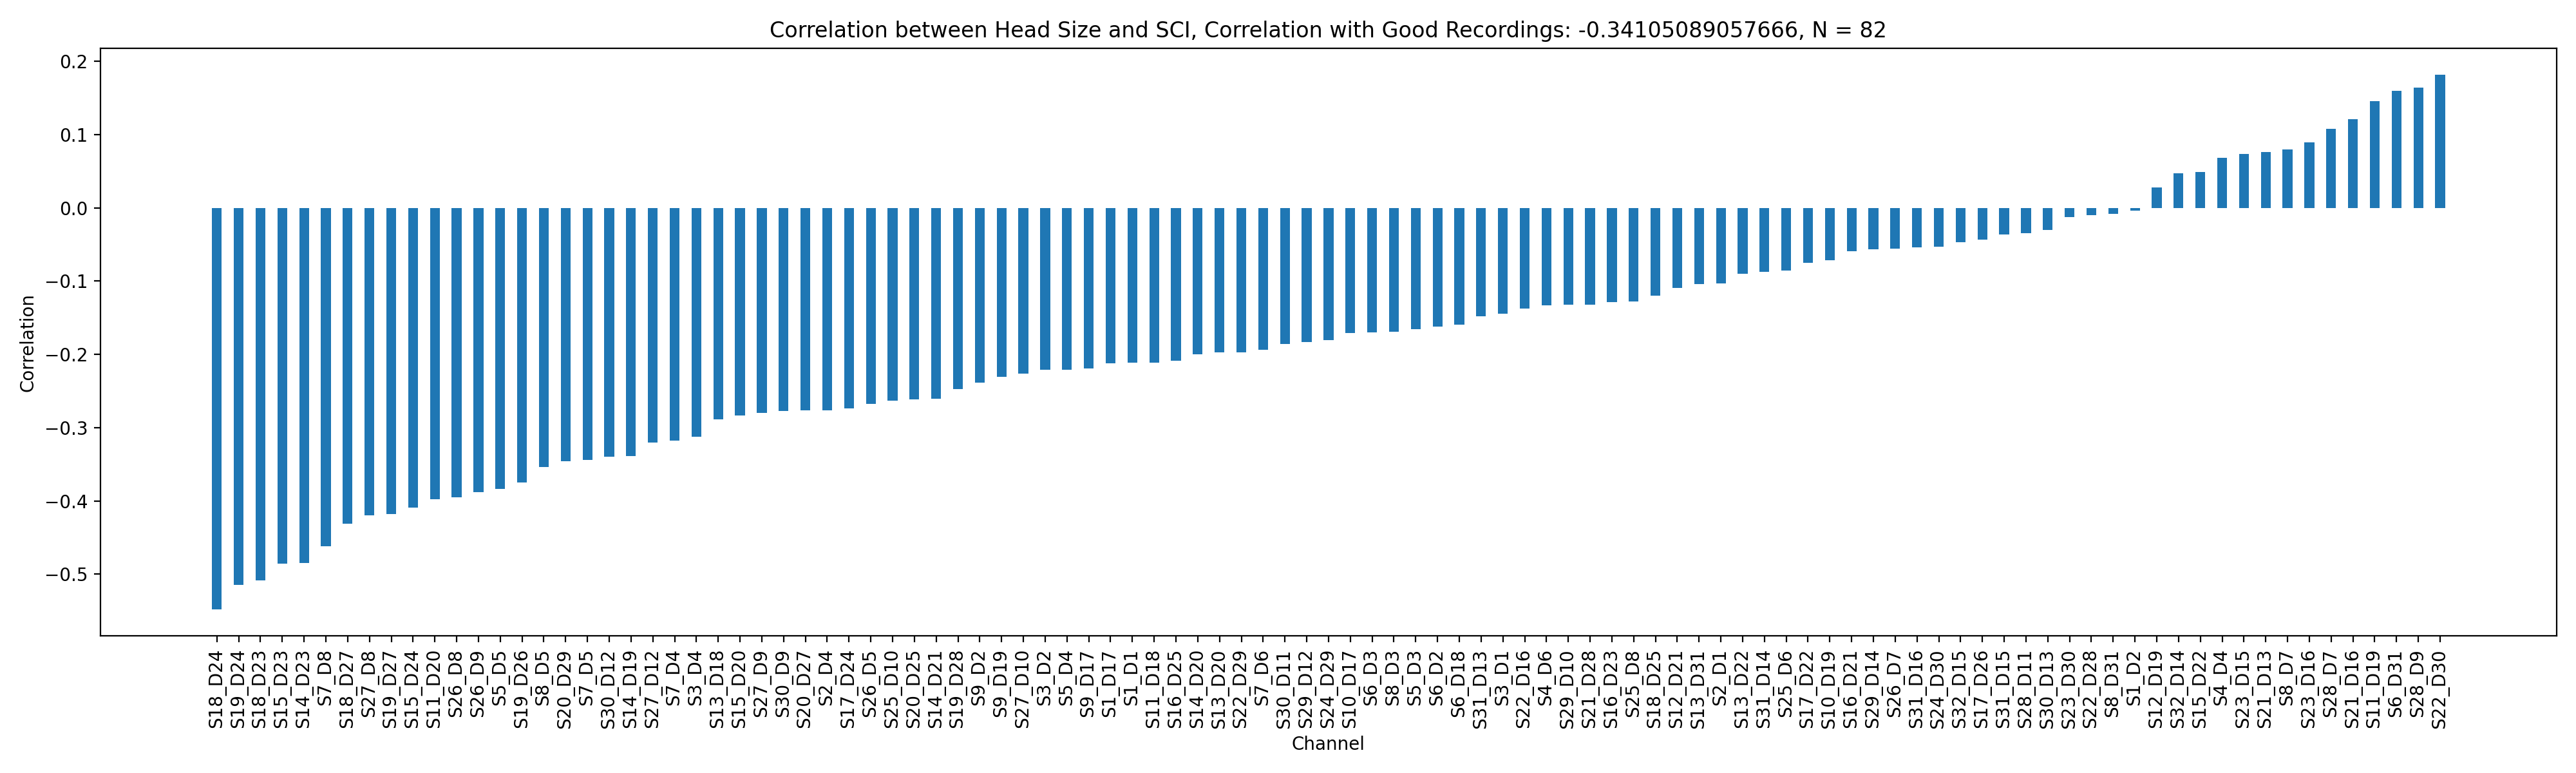 Correlation between Head Size and SCI, Correlation with Good Recordings: -0.34105089057666, N = 82
0.2
0.1
0.0
−0.1
−0.2
−0.3
−0.4
−0.5
Correlation
S18_D24
S19_D24
S18_D23
S15_D23
S14_D23
S7_D8
S18_D27
S27_D8
S19_D27
S15_D24
S11_D20
S26_D8
S26_D9
S5_D5
S19_D26
S8_D5
S20_D29
S7_D5
S30_D12
S14_D19
S27_D12
S7_D4
S3_D4
S13_D18
S15_D20
S27_D9
S30_D9
S20_D27
S2_D4
S17_D24
S26_D5
S25_D10
S20_D25
S14_D21
S19_D28
S9_D2
S9_D19
S27_D10
S3_D2
S5_D4
S9_D17
S1_D17
S1_D1
S11_D18
S16_D25
S14_D20
S13_D20
S22_D29
S7_D6
S30_D11
S29_D12
S24_D29
S10_D17
S6_D3
S8_D3
S5_D3
S6_D2
S6_D18
S31_D13
S3_D1
S22_D16
S4_D6
S29_D10
S21_D28
S16_D23
S25_D8
S18_D25
S12_D21
S13_D31
S2_D1
S13_D22
S31_D14
S25_D6
S17_D22
S10_D19
S16_D21
S29_D14
S26_D7
S31_D16
S24_D30
S32_D15
S17_D26
S31_D15
S28_D11
S30_D13
S23_D30
S22_D28
S8_D31
S1_D2
S12_D19
S32_D14
S15_D22
S4_D4
S23_D15
S21_D13
S8_D7
S23_D16
S28_D7
S21_D16
S11_D19
S6_D31
S28_D9
S22_D30
Channel